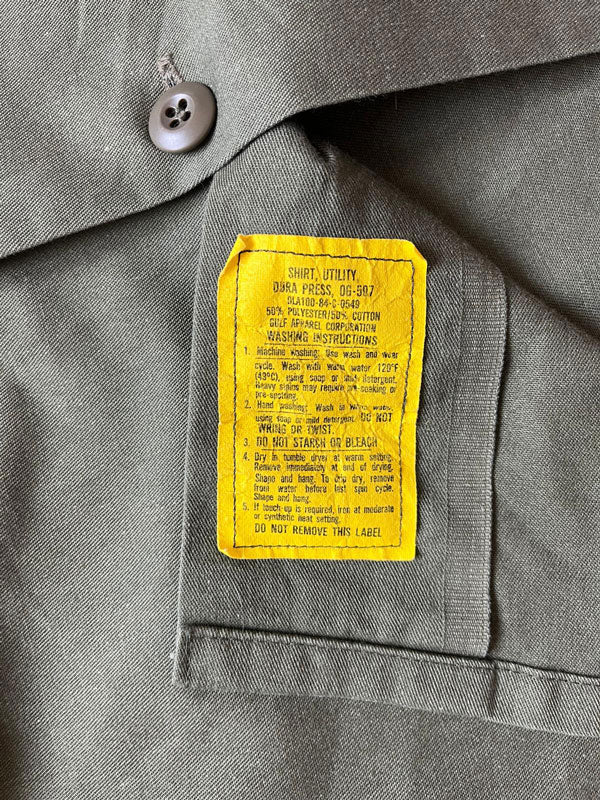 SHIRT, UTILITY,
DURA PRESS, OG-507
DLA100-84-C-0549
50% POLYESTER/50% COTTON
GULF APPAREL CORPORATION
WASHING INSTRUCTIONS
1. Machine washing: Use wash and wear
cycle. Wash with warm water 120°F
(49°C), using soap or mild detergent.
Heavy stains may require pre-soaking or
pre-spotting.
2. Hand washing: Wash in warm water
using soap or mild detergent. DO NOT
WRING OR TWIST.
3. DO NOT STARCH OR BLEACH
4. Dry in tumble dryer at warm setting.
Remove immediately at end of drying.
Shape and hang. To drip dry, remove
from water before last spin cycle.
Shape and hang.
5. If touch-up is required, iron at moderate
or synthetic heat setting.
DO NOT REMOVE THIS LABEL